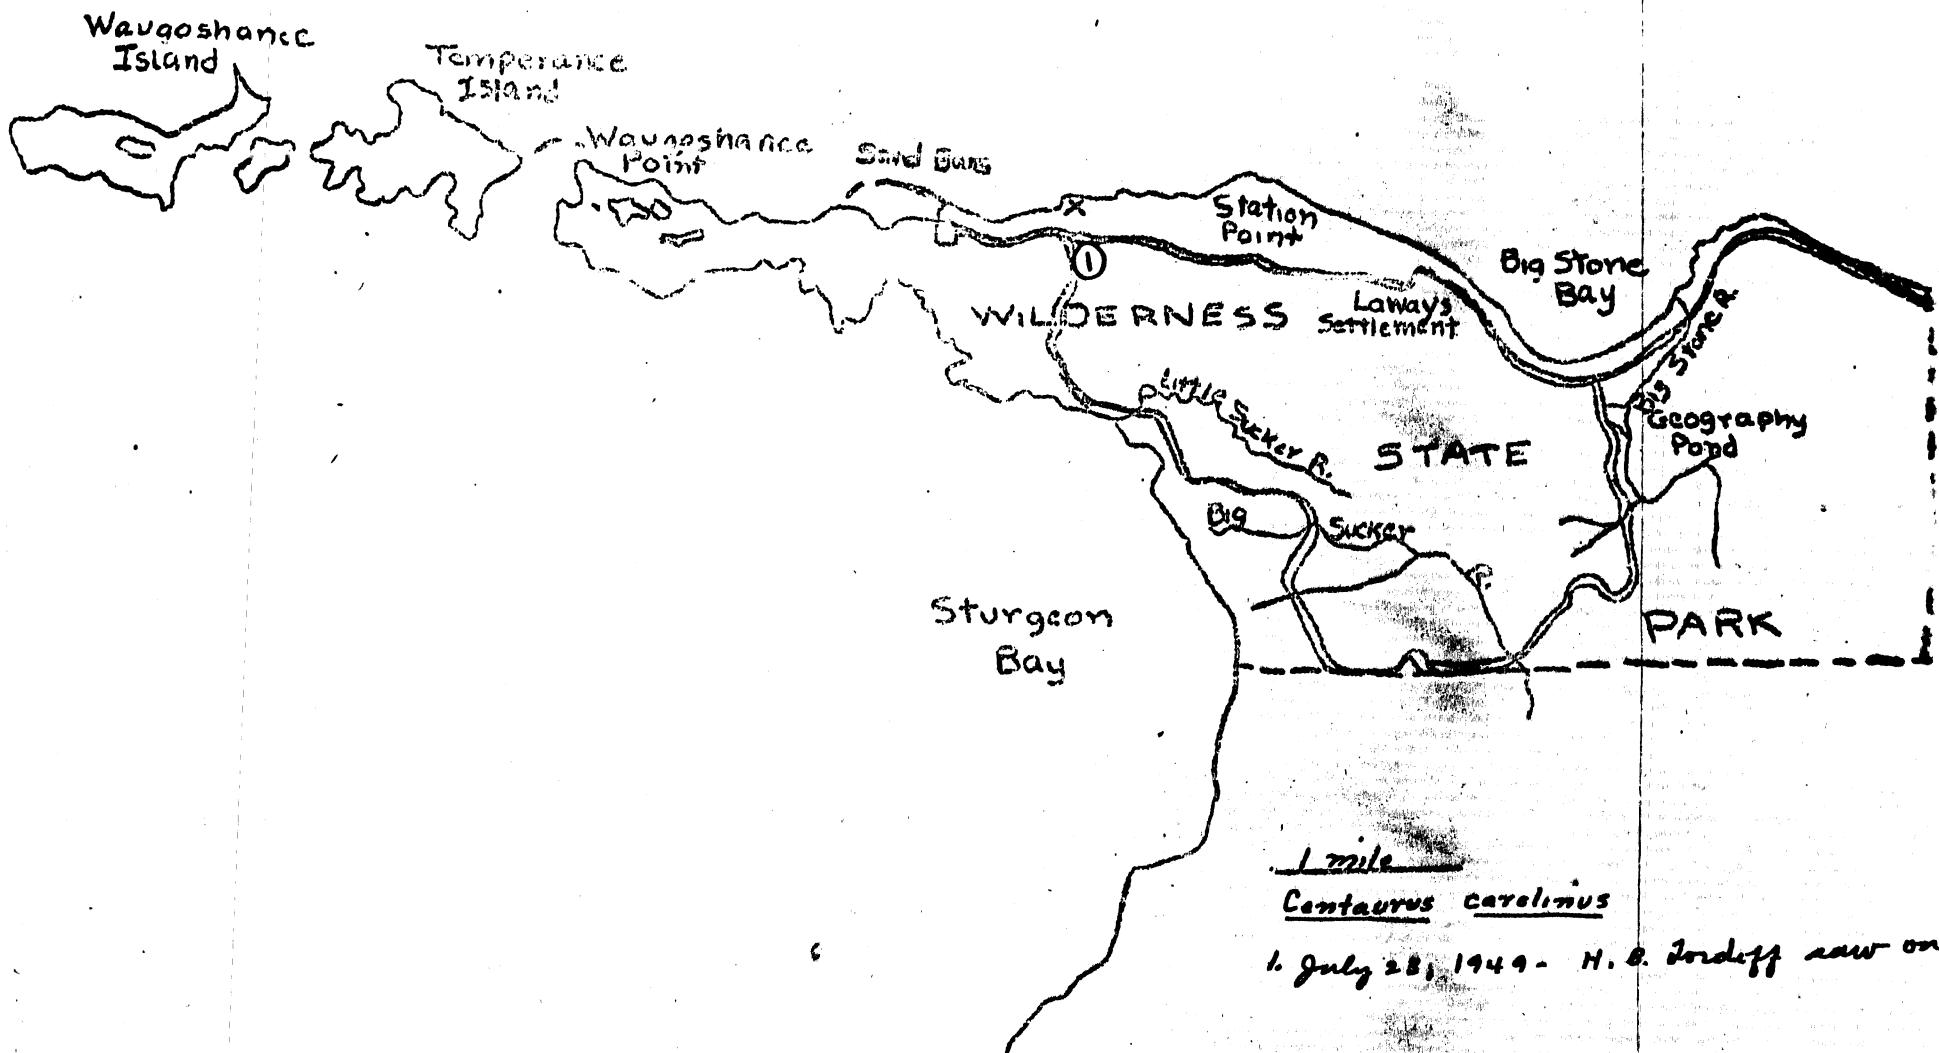 Waugoshance
Island
Temperance
Island
Waugoshance
Point
Sand Bars
X
Station
Point
Big Stone
Bay
1
WILDERNESS
Laways
Settlement
Big Stone R.
Little Sucker R.
Geography
Pond
STATE
Big Sucker R.
Sturgeon
Bay
PARK
1 mile
Centaurus carolinus
1. July 28, 1949- H. B. Tordoff saw on